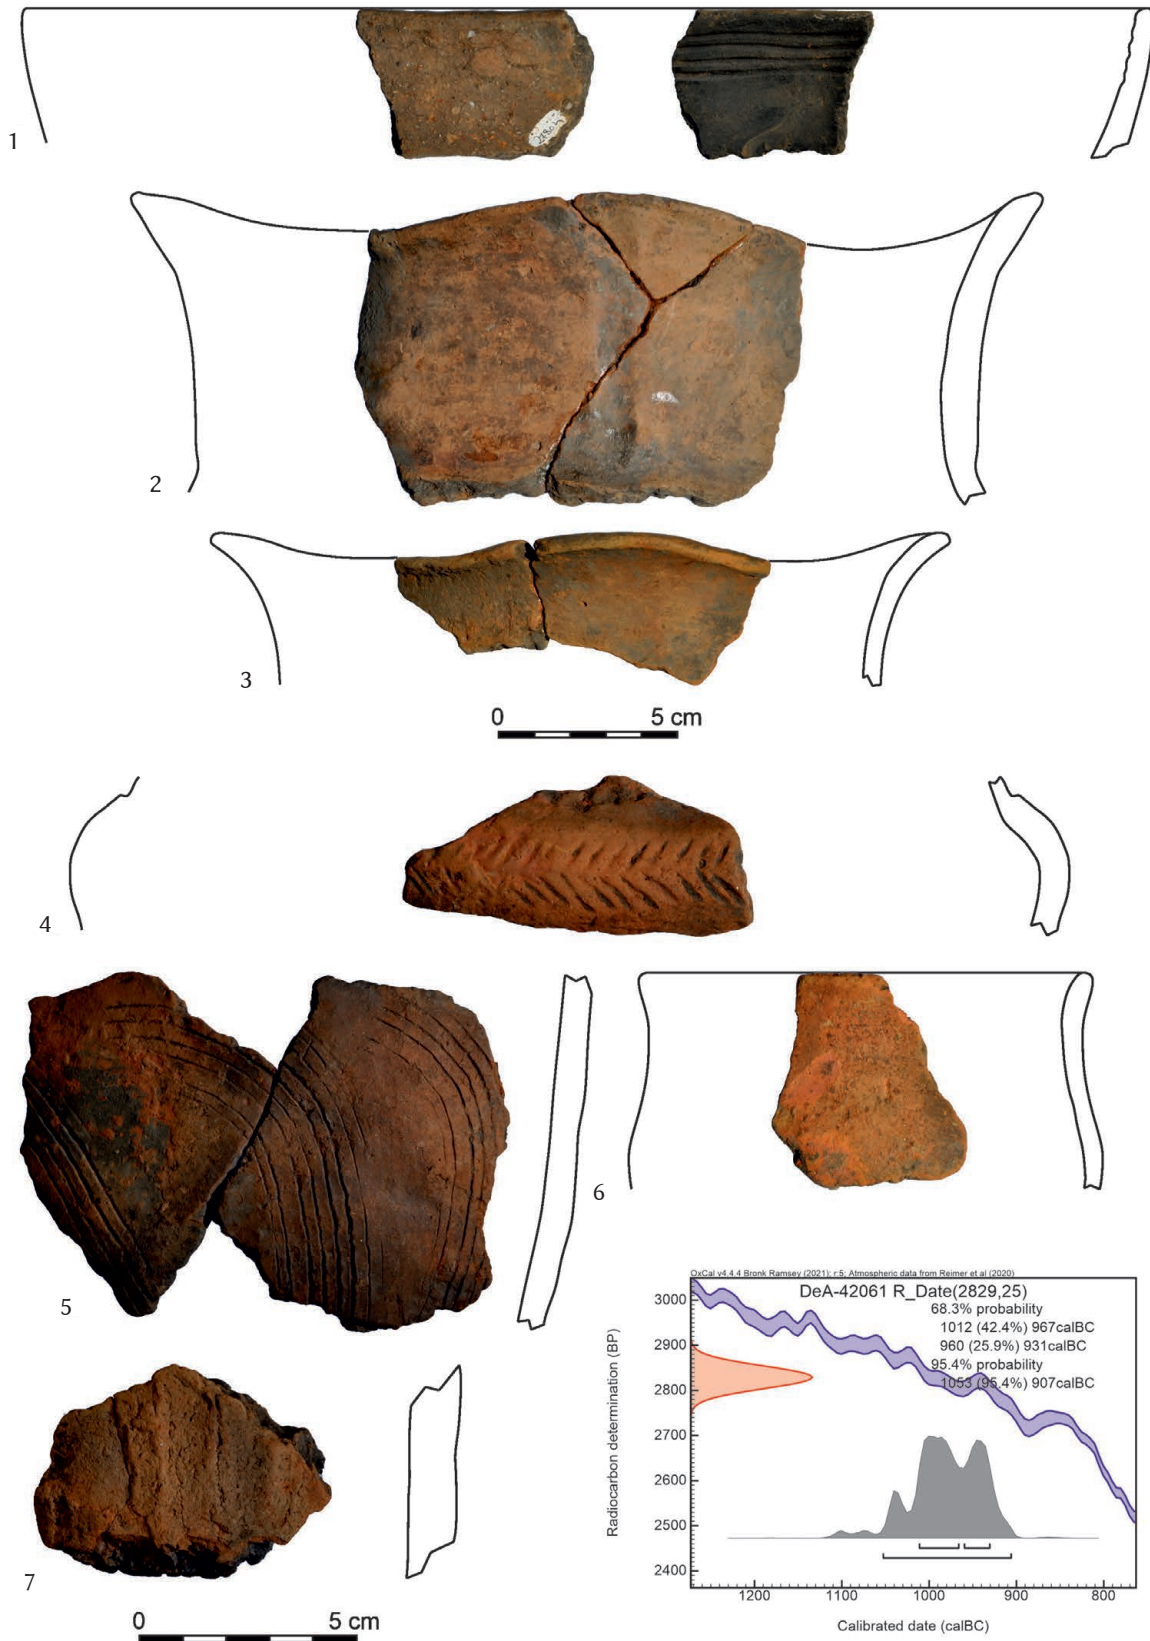 1
2
3
0 5 cm
4
5
6
7
0 5 cm
OxCal v4.4.4 Bronk Ramsey (2021); r:5; Atmospheric data from Reimer et al (2020)
DeA-42061 R_Date(2829,25)
68.3% probability
1012 (42.4%) 967calBC
960 (25.9%) 931calBC
95.4% probability
1053 (95.4%) 907calBC
Radiocarbon determination (BP)
3000
2900
2800
2700
2600
2500
2400
1200 1100 1000 900 800
Calibrated date (calBC)